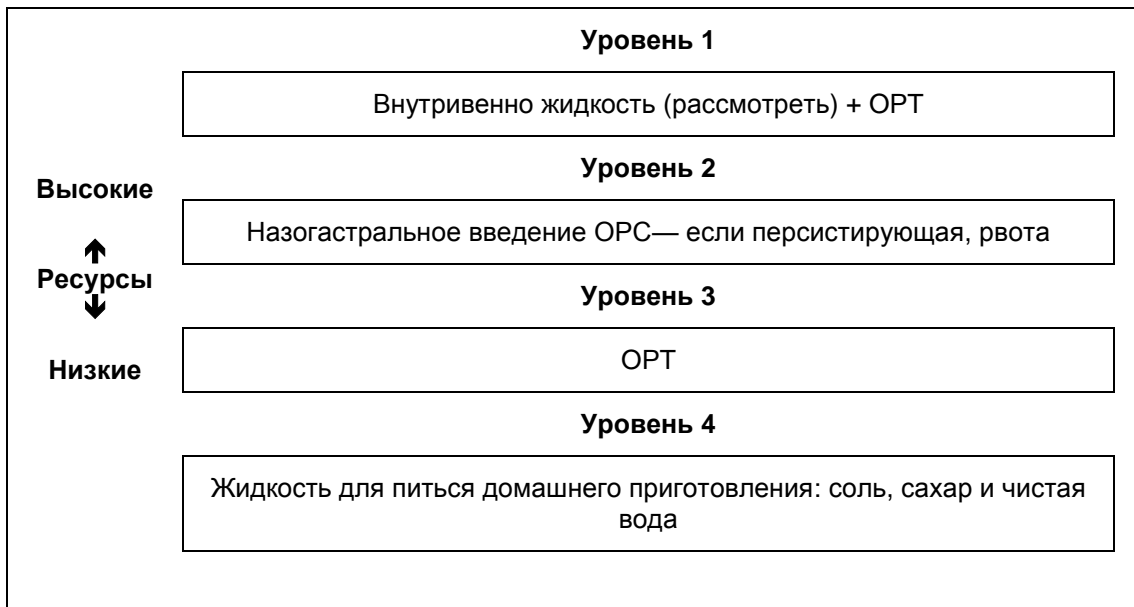 Уровень 1
Внутривенно жидкость (рассмотреть) + ОРТ
Уровень 2
Высокие
Назогастральное введение ОРС— если персистирующая, рвота
Ресурсы
Уровень 3
Низкие
ОРТ
Уровень 4
Жидкость для питься домашнего приготовления: соль, сахар и чистая
вода